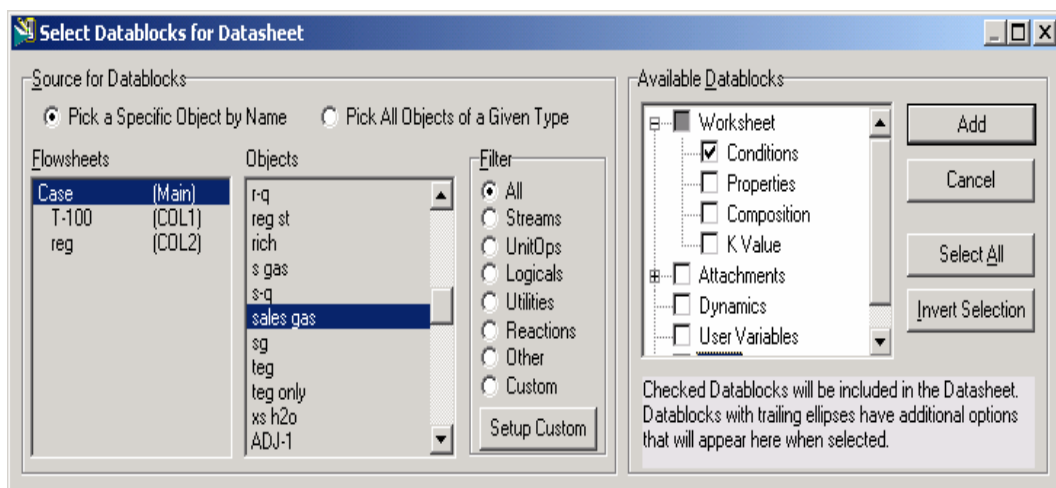 Select Datablocks for Datasheet
Source for Datablocks
Pick a Specific Object by Name
Pick All Objects of a Given Type
Flowsheets
Case (Main)
T-100 (COL1)
reg (COL2)
Objects
r-q
reg st
rich
s gas
s-q
sales gas
sg
teg
teg only
xs h2o
ADJ-1
Filter
All
Streams
UnitOps
Logicals
Utilities
Reactions
Other
Custom
Setup Custom
Available Datablocks
Worksheet
Conditions
Properties
Composition
K Value
Attachments
Dynamics
User Variables
Add
Cancel
Select All
Invert Selection
Checked Datablocks will be included in the Datasheet.
Datablocks with trailing ellipses have additional options
that will appear here when selected.